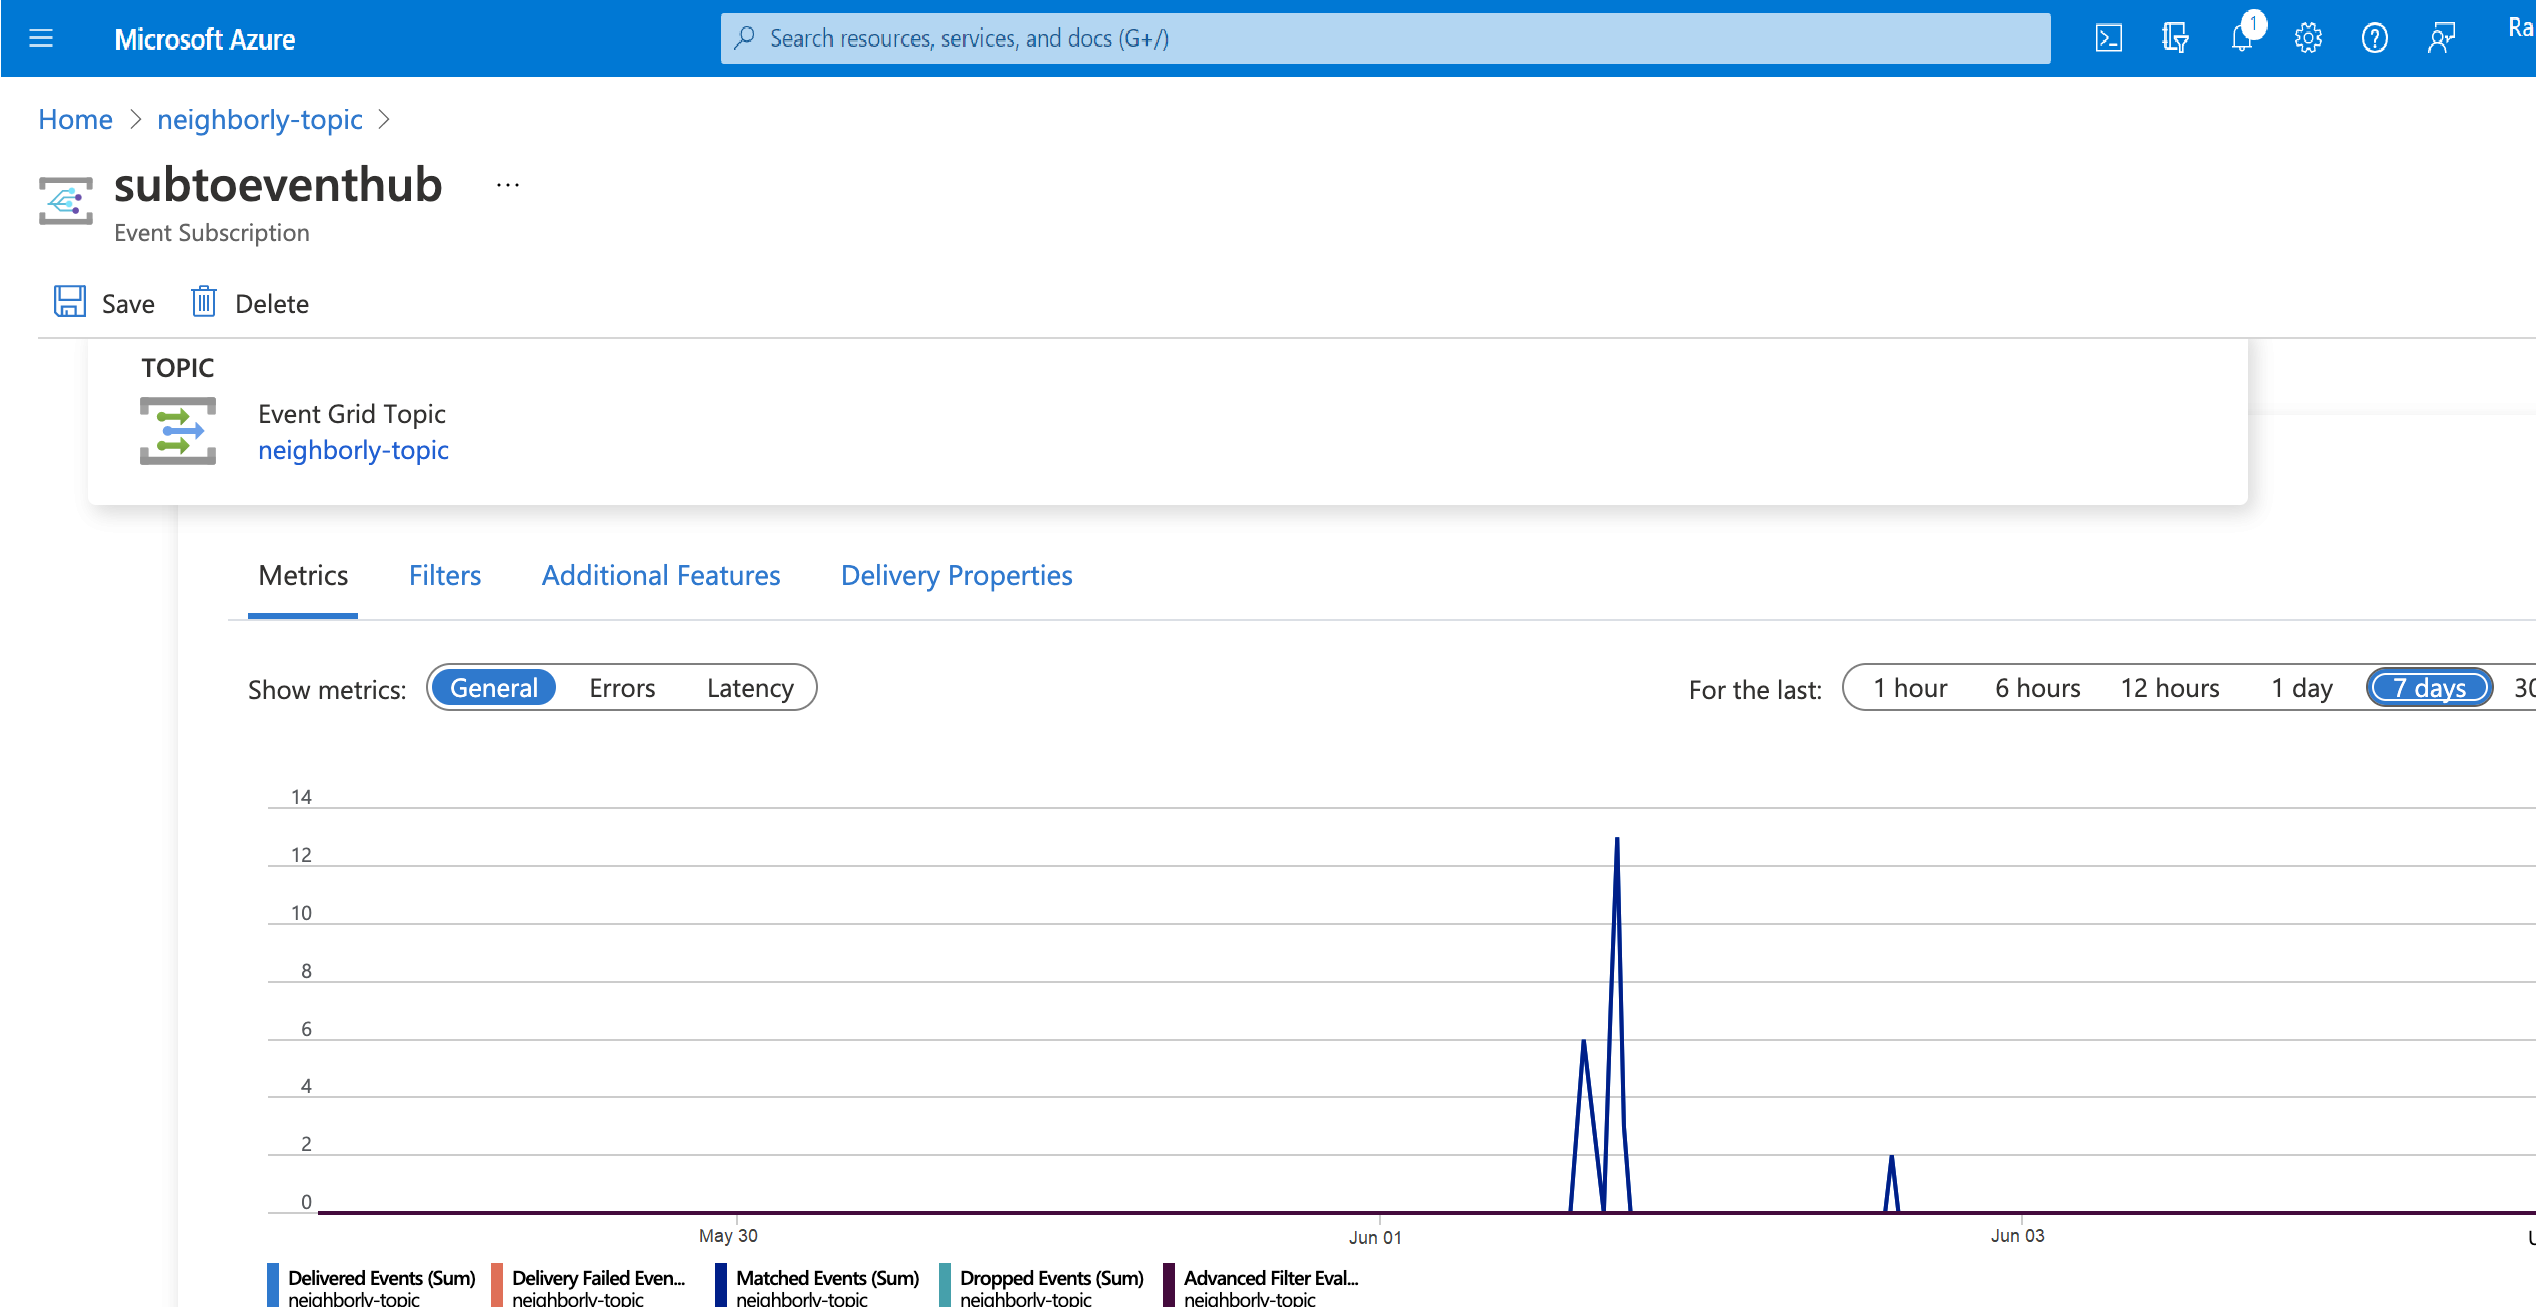 Microsoft Azure
Search resources, services, and docs (G+/)
1
Ra
Home > neighborly-topic >
subtoeventhub ...
Event Subscription
Save Delete
TOPIC
Event Grid Topic
neighborly-topic
Metrics Filters Additional Features Delivery Properties
Show metrics: General Errors Latency For the last: 1 hour 6 hours 12 hours 1 day 7 days 30
14
12
10
8
6
4
2
0
May 30 Jun 01 Jun 03
Delivered Events (Sum) Delivery Failed Even... Matched Events (Sum) Dropped Events (Sum) Advanced Filter Eval...
neighborly-topic neighborly-topic neighborly-topic neighborly-topic neighborly-topic